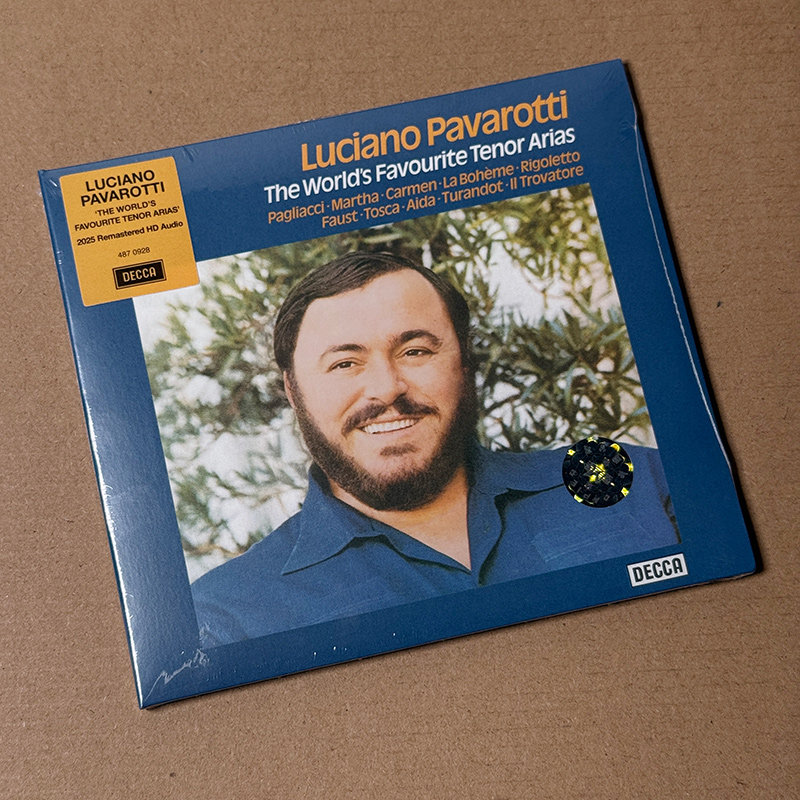 LUCIANO
PAVAROTTI
‘THE WORLD’S
FAVOURITE TENOR ARIAS’
2025 Remastered HD Audio
487 0928
DECCA
Luciano Pavarotti
The World's Favourite Tenor Arias
Pagliacci · Martha · Carmen · La Bohème · Rigoletto
Faust · Tosca · Aida · Turandot · Il Trovatore
DECCA